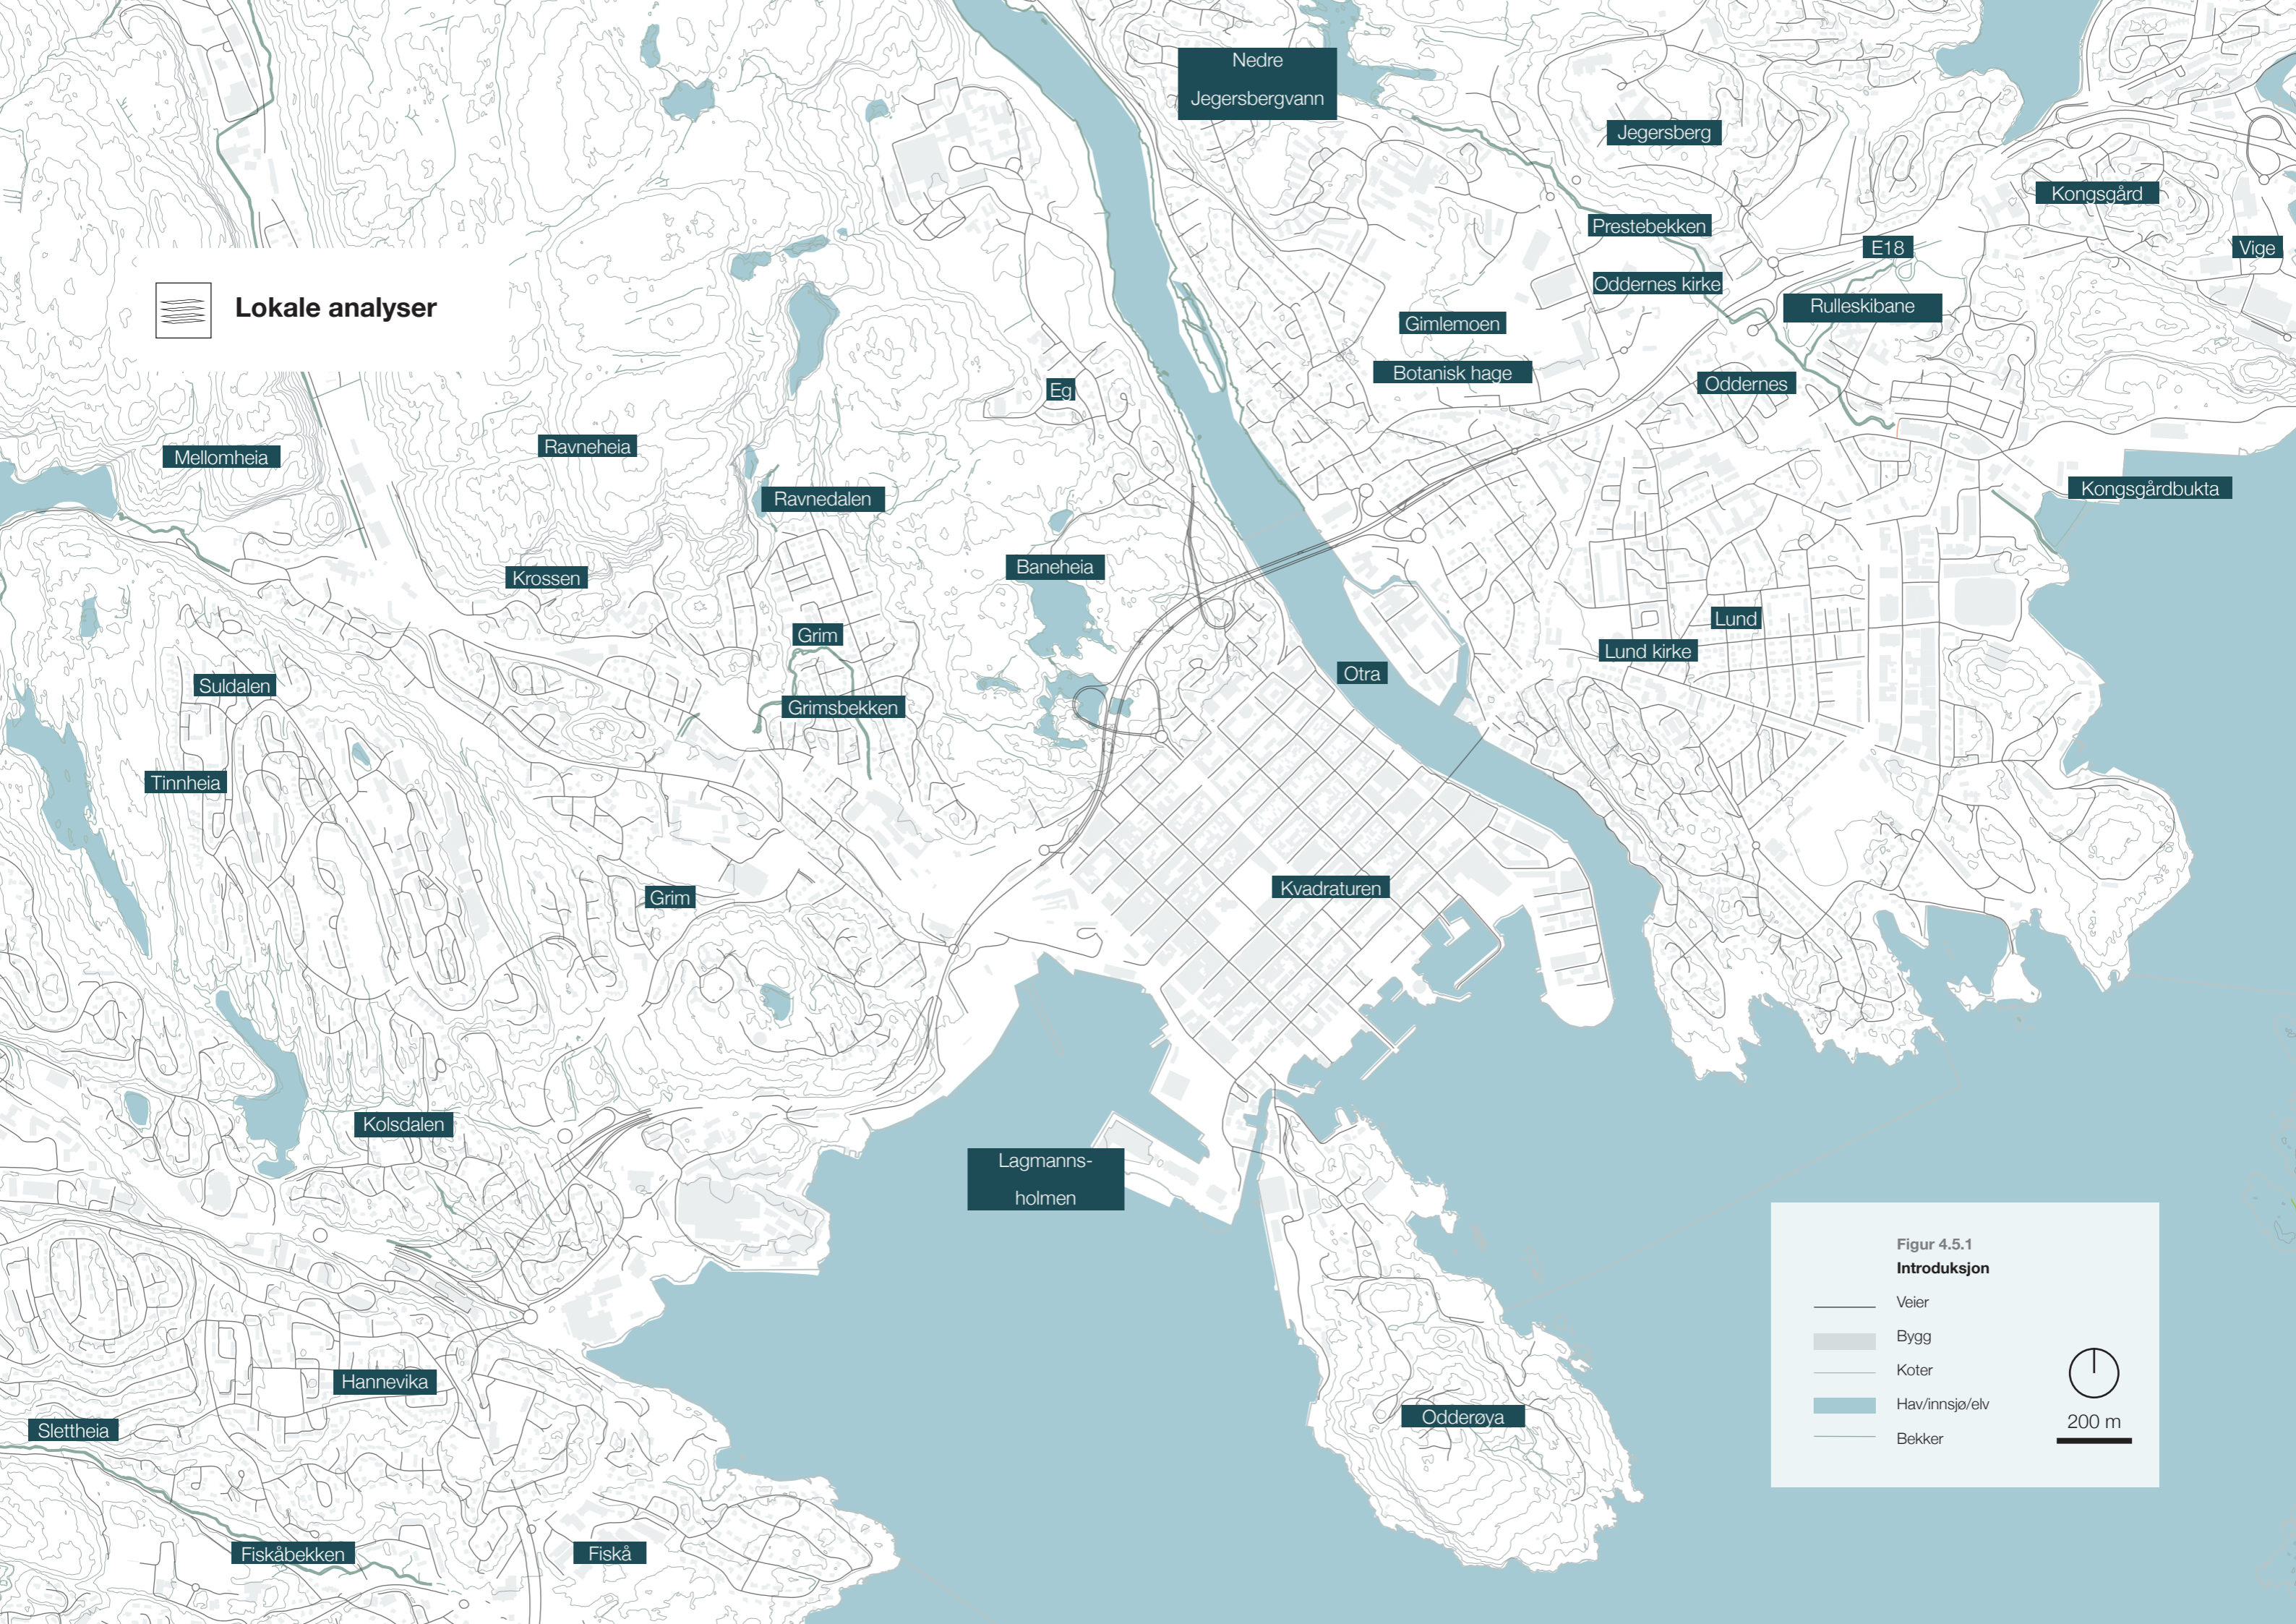 Nedre
Jegersbergvann
Jegersberg
Kongsgård
Prestebekken
E18
Vige
Oddernes kirke
Lokale analyser
Rulleskibane
Gimlemoen
Botanisk hage
Oddernes
Eg
Ravneheia
Mellomheia
Kongsgårdbukta
Ravnedalen
Baneheia
Krossen
Lund
Grim
Lund kirke
Otra
Suldalen
Grimsbekken
Tinnheia
Kvadraturen
Grim
Kolsdalen
Lagmanns-
holmen
Figur 4.5.1
Introduksjon
Veier
Bygg
Koter
Hav/innsjø/elv
Bekker
200 m
Hannevika
Odderøya
Slettheia
Fiskåbekken
Fiskå